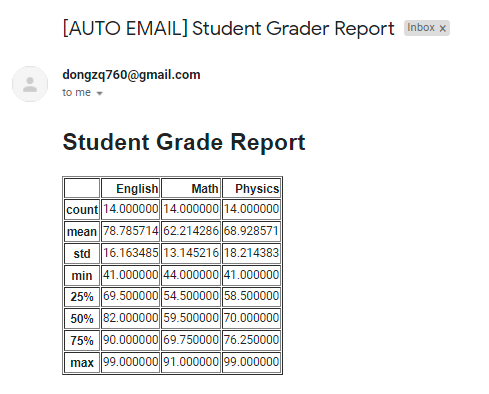 [AUTO EMAIL] Student Grader Report Inbox x
dongzq760@gmail.com
to me
Student Grade Report
English Math Physics
count 14.000000 14.000000 14.000000
mean 78.785714 62.214286 68.928571
std 16.163485 13.145216 18.214383
min 41.000000 44.000000 41.000000
25% 69.500000 54.500000 58.500000
50% 82.000000 59.500000 70.000000
75% 90.000000 69.750000 76.250000
max 99.000000 91.000000 99.000000